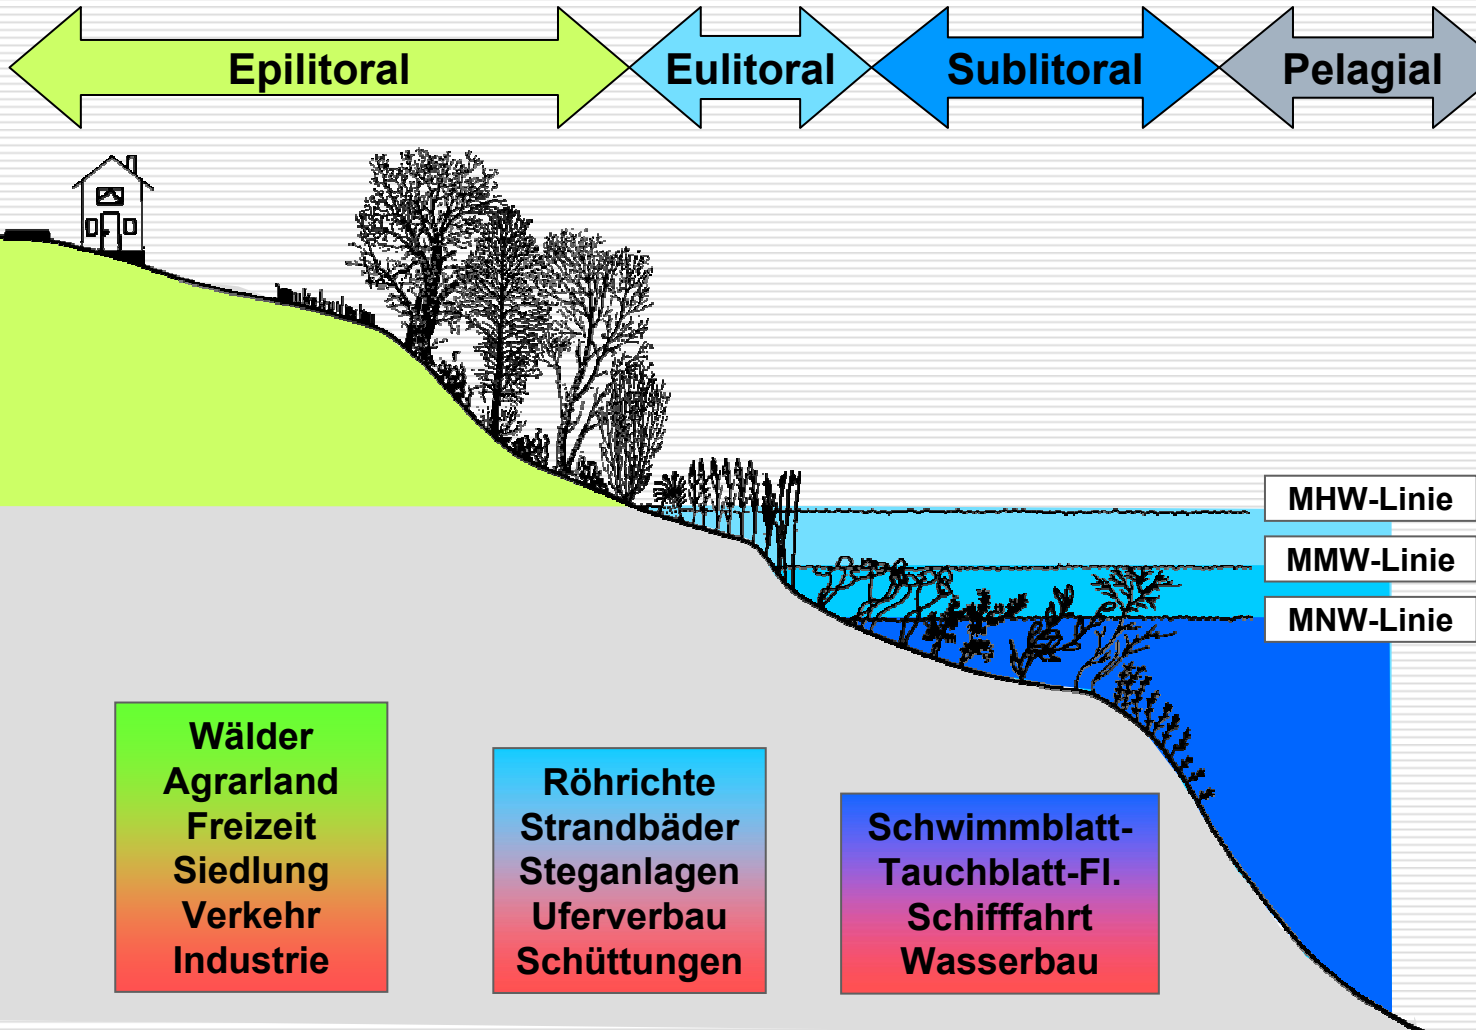 Epilitoral
Eulitoral
Sublitoral
Pelagial
MHW-Linie
MMW-Linie
MNW-Linie
Wälder
Agrarland
Freizeit
Siedlung
Verkehr
Industrie
Röhrichte
Strandbäder
Steganlagen
Uferverbau
Schüttungen
Schwimmblatt-
Tauchblatt-Fl.
Schifffahrt
Wasserbau